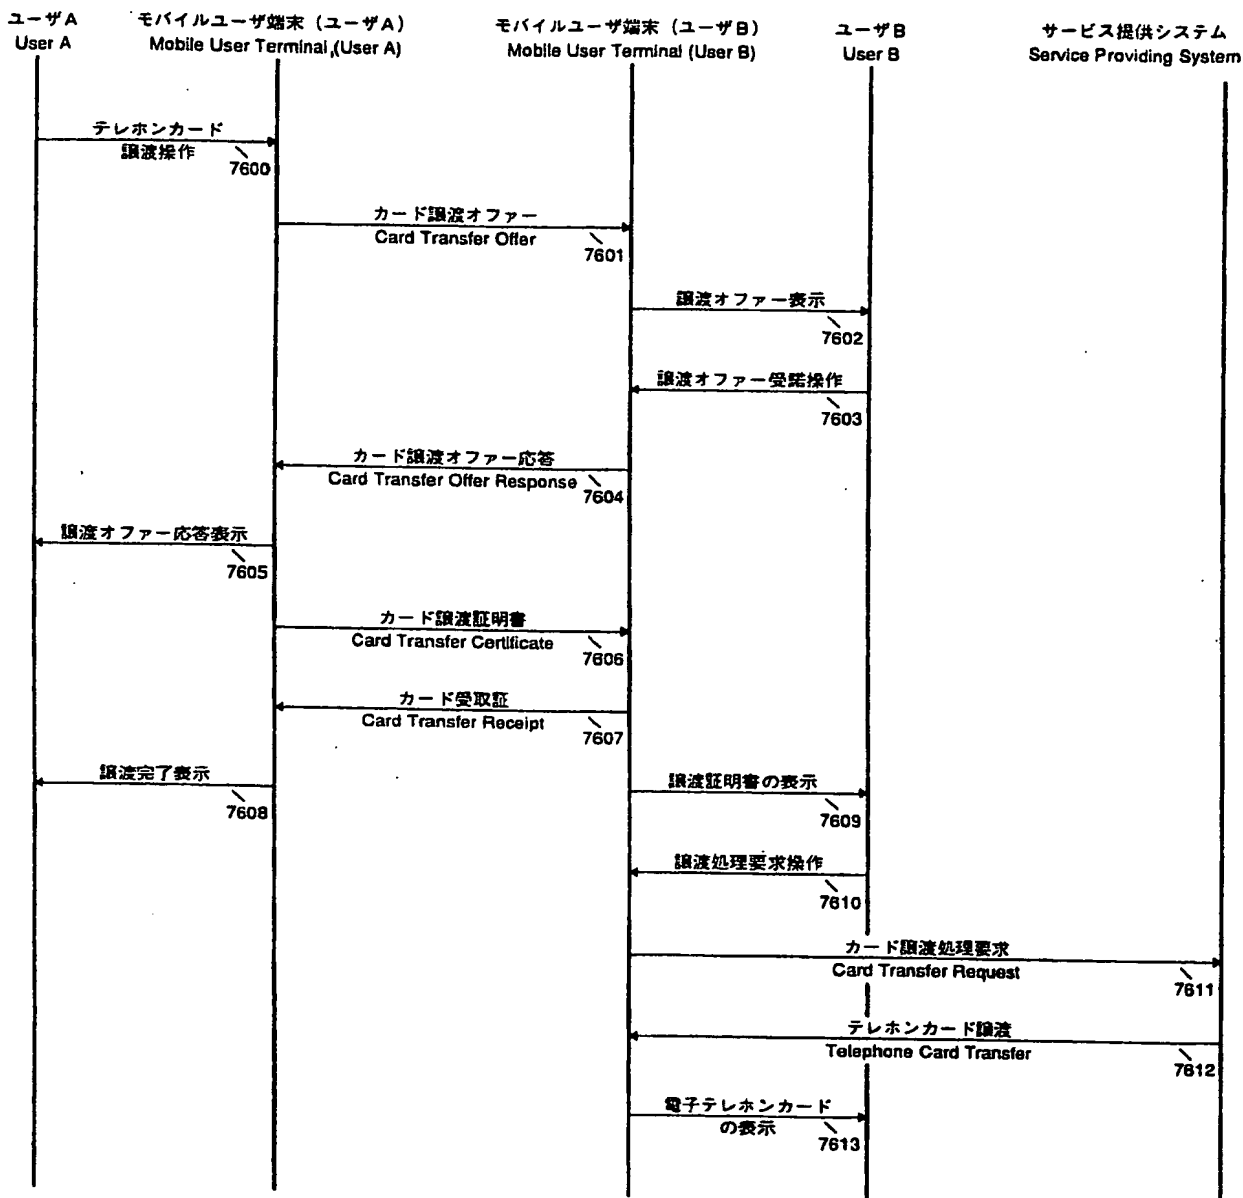 ユーザA
User A
モバイルユーザ端末（ユーザA）
Mobile User Terminal (User A)
モバイルユーザ端末（ユーザB）
Mobile User Terminal (User B)
ユーザB
User B
サービス提供システム
Service Providing System
テレホンカード
譲渡操作
7600
カード譲渡オファー
Card Transfer Offer
7601
譲渡オファー表示
7602
譲渡オファー受諾操作
7603
カード譲渡オファー応答
Card Transfer Offer Response
7604
譲渡オファー応答表示
7605
カード譲渡証明書
Card Transfer Certificate
7606
カード受取証
Card Transfer Receipt
7607
譲渡完了表示
7608
譲渡証明書の表示
7609
譲渡処理要求操作
7610
カード譲渡処理要求
Card Transfer Request
7611
テレホンカード譲渡
Telephone Card Transfer
7612
電子テレホンカード
の表示
7613